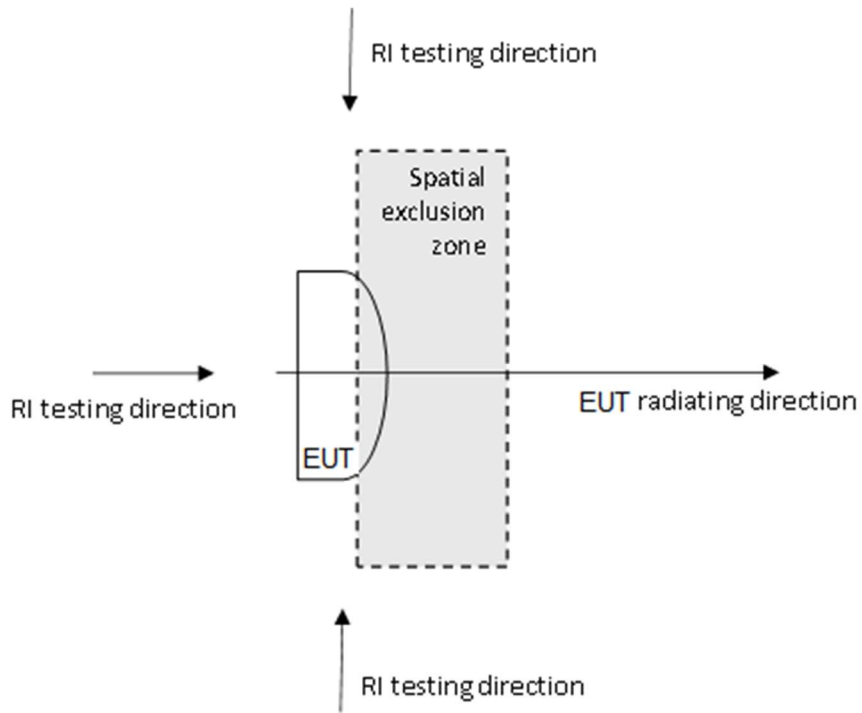 RI testing direction
Spatial
exclusion
zone
RI testing direction
EUT radiating direction
EUT
RI testing direction